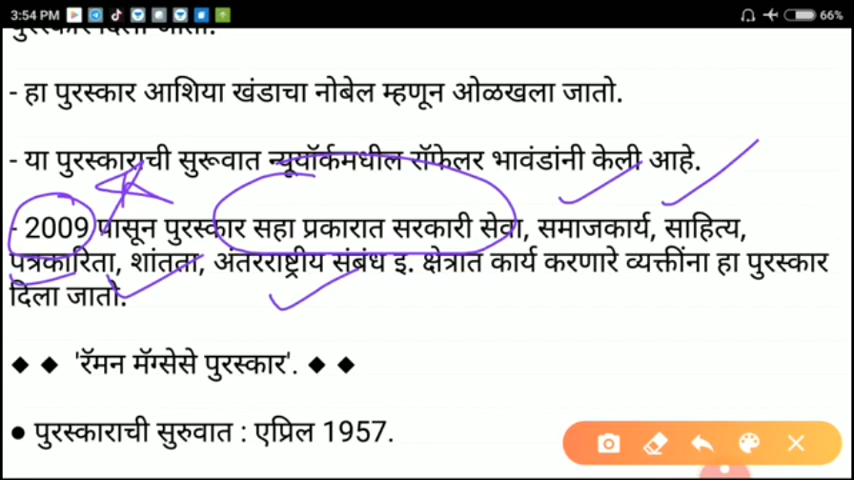 3:54 PM
66%
पुरस्कार दिला जातो.
- हा पुरस्कार आशिया खंडाचा नोबेल म्हणून ओळखला जातो.
- या पुरस्काराची सुरूवात न्यूयॉर्कमधील रॉफेलर भावंडांनी केली आहे.
- 2009 पासून पुरस्कार सहा प्रकारात सरकारी सेवा, समाजकार्य, साहित्य,
पत्रकारिता, शांतता, अंतरराष्ट्रीय संबंध इ. क्षेत्रात कार्य करणारे व्यक्तींना हा पुरस्कार
दिला जातो.
◆ ◆ 'रॅमन मॅग्सेसे पुरस्कार'. ◆ ◆
● पुरस्काराची सुरुवात : एप्रिल 1957.